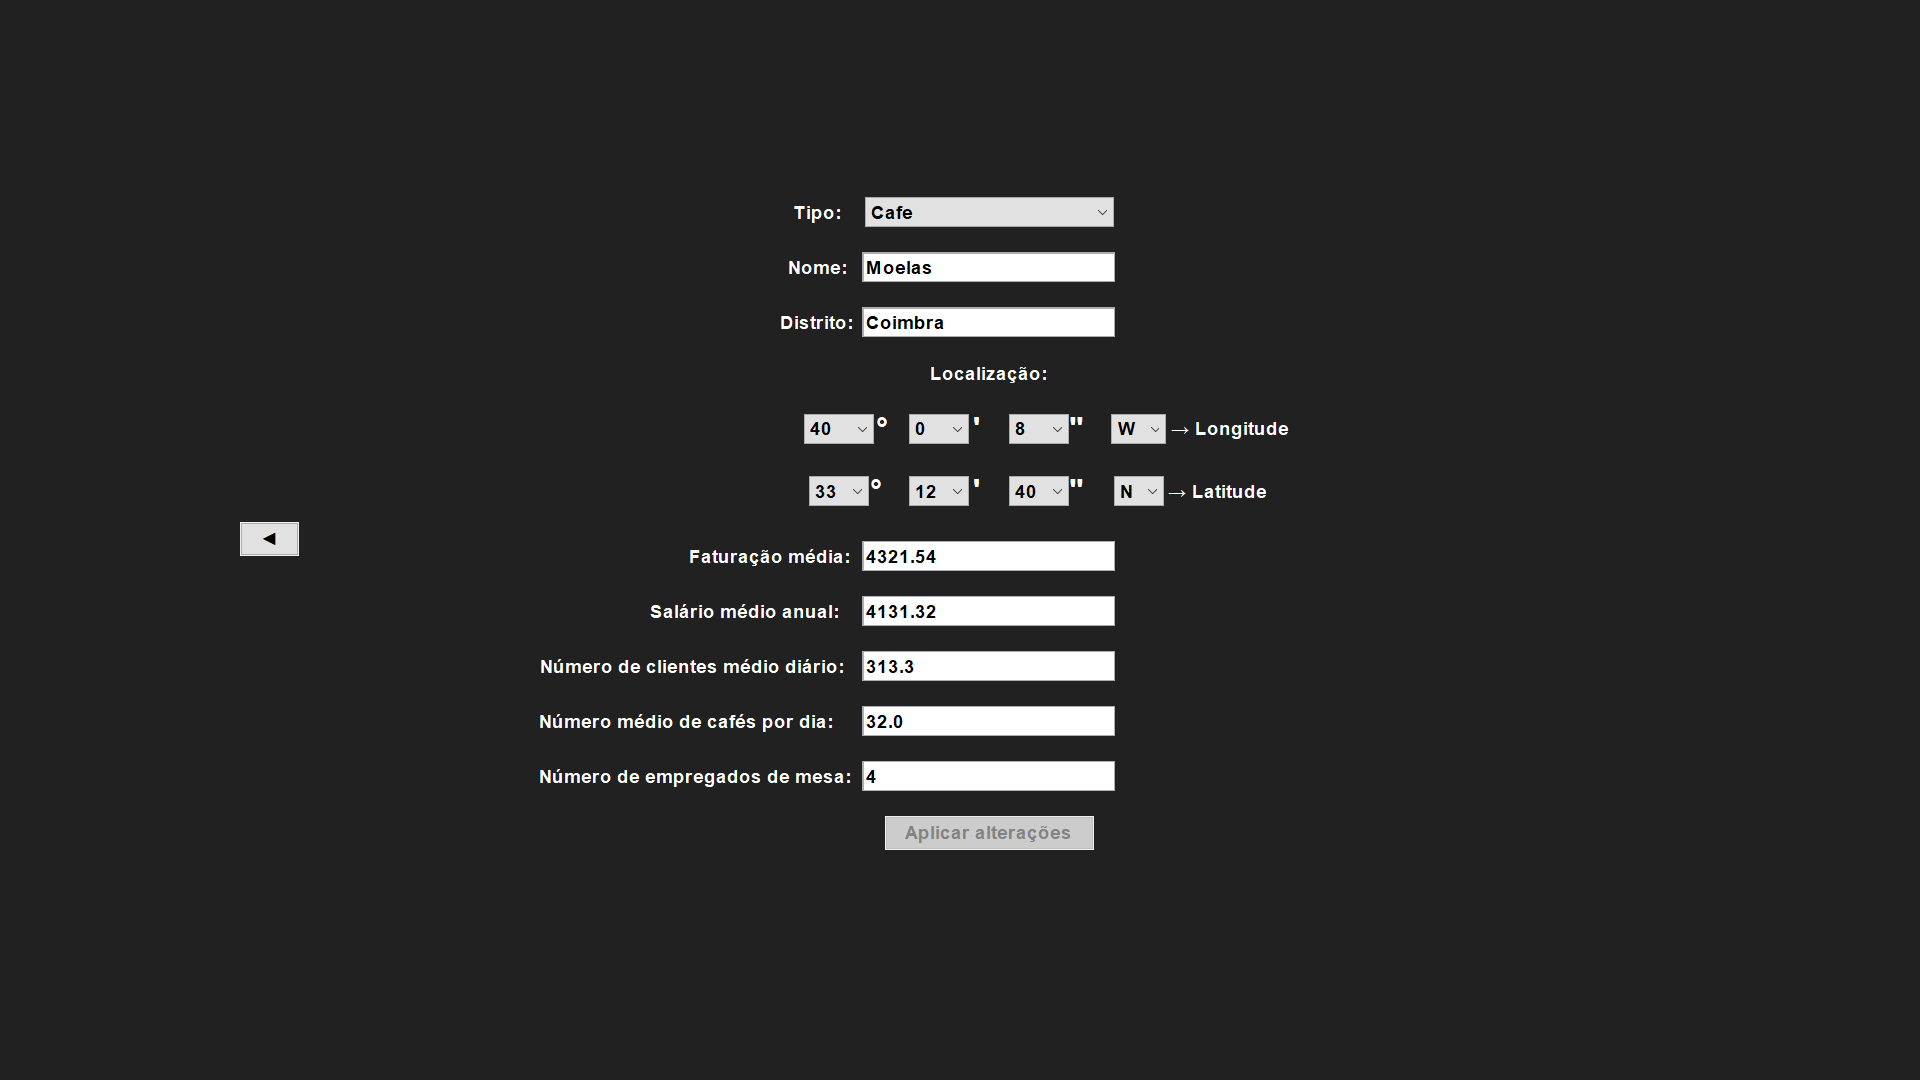 Tipo: Cafe
Nome: Moelas
Distrito: Coimbra
Localização:
40 ° 0 ' 8 " W → Longitude
33 ° 12 ' 40 " N → Latitude
◄
Faturação média: 4321.54
Salário médio anual: 4131.32
Número de clientes médio diário: 313.3
Número médio de cafés por dia: 32.0
Número de empregados de mesa: 4
Aplicar alterações